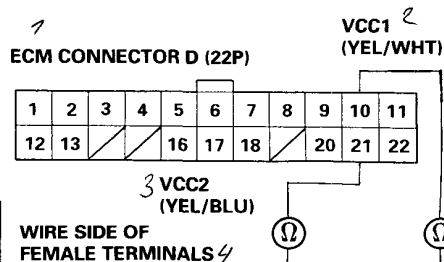 1
2
VCC1
(YEL/WHT)
ECM CONNECTOR D (22P)
1 2 3 4 5 6 7 8 9 10 11
12 13 16 17 18 20 21 22
3 VCC2
(YEL/BLU)
Ω Ω
WIRE SIDE OF
FEMALE TERMINALS 4